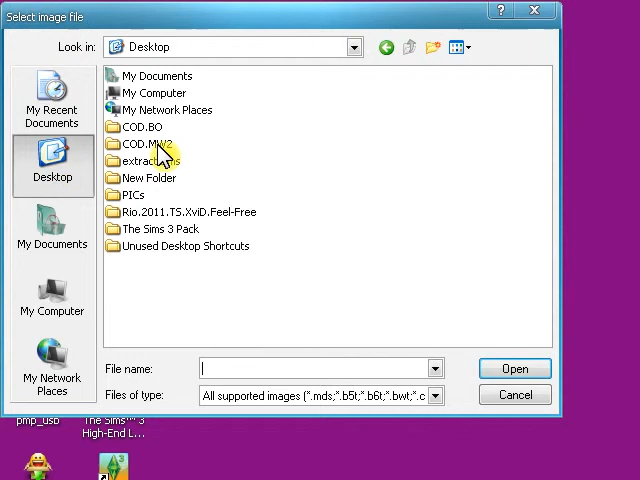 Select image file
Look in:
Desktop
My Recent
Documents
Desktop
My Documents
My Computer
My Network
Places
My Documents
My Computer
My Network Places
COD.BO
COD.MW2
extractions
New Folder
PICs
Rio.2011.TS.XviD.Feel-Free
The Sims 3 Pack
Unused Desktop Shortcuts
File name:
Open
Files of type:
All supported images (*.mds;*.b5t;*.b6t;*.bwt;*.c
Cancel
pmp_usb
The Sims™ 3
High-End L...